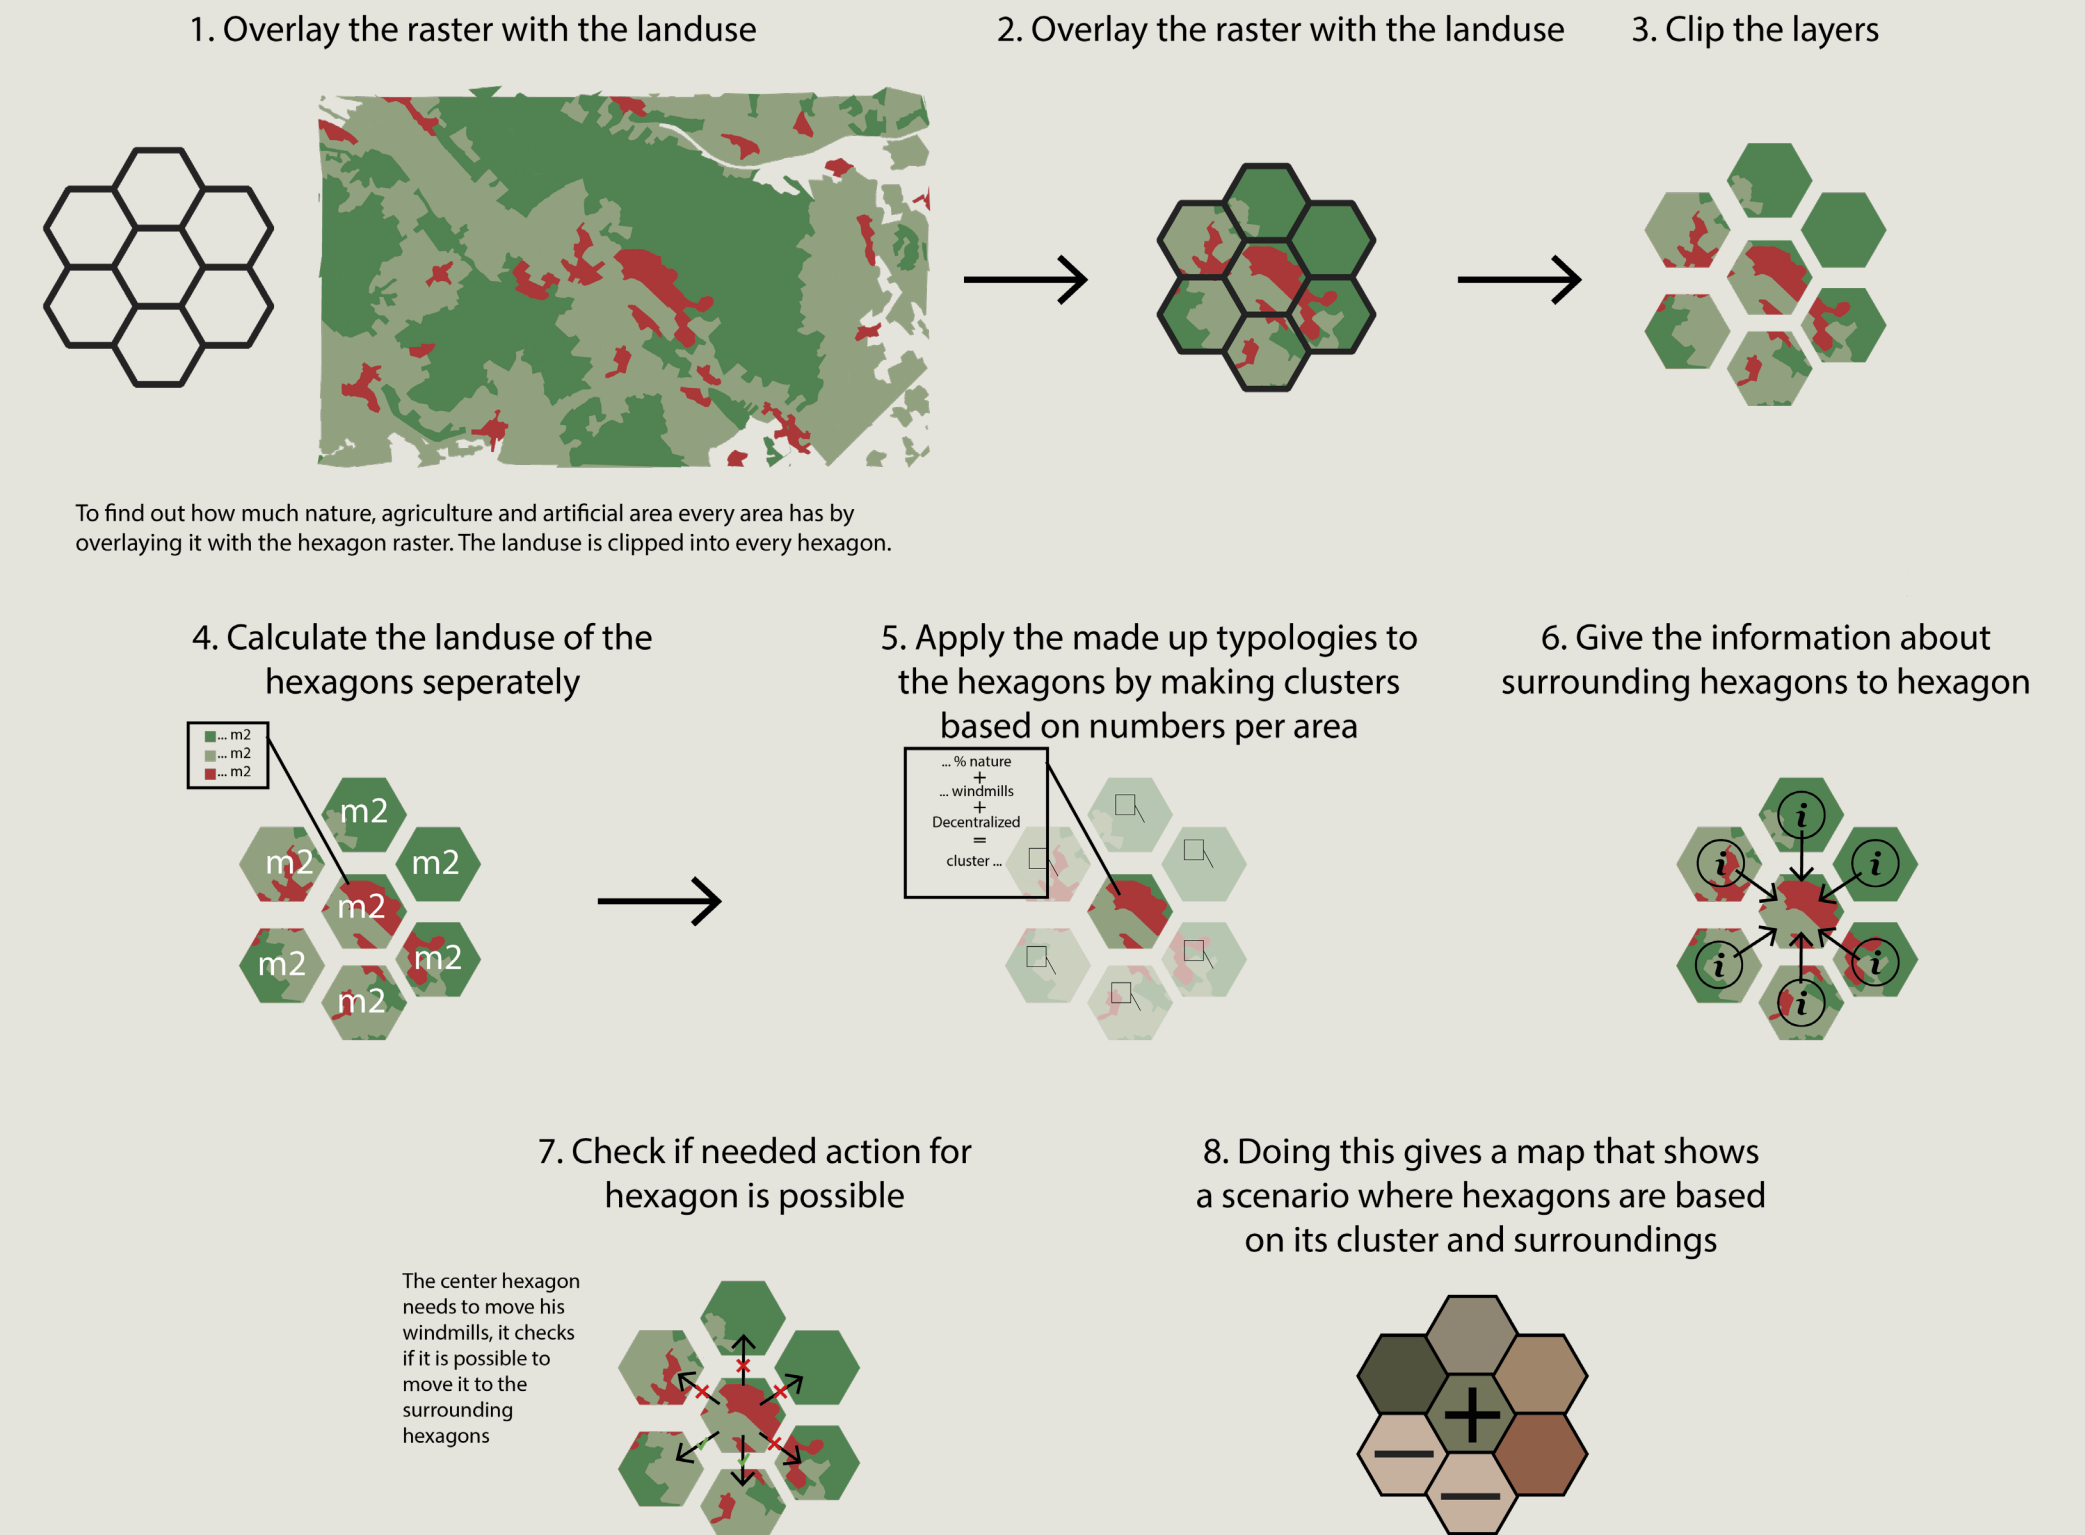 1. Overlay the raster with the landuse
2. Overlay the raster with the landuse
3. Clip the layers
To find out how much nature, agriculture and artificial area every area has by
overlaying it with the hexagon raster. The landuse is clipped into every hexagon.
4. Calculate the landuse of the
hexagons seperately
... m2
... m2
... m2
m2
m2
m2
m2
m2
m2
m2
5. Apply the made up typologies to
the hexagons by making clusters
based on numbers per area
... % nature
+
... windmills
+
Decentralized
=
cluster ...
6. Give the information about
surrounding hexagons to hexagon
i
i
i
i
i
i
7. Check if needed action for
hexagon is possible
The center hexagon
needs to move his
windmills, it checks
if it is possible to
move it to the
surrounding
hexagons
8. Doing this gives a map that shows
a scenario where hexagons are based
on its cluster and surroundings
+
—
—